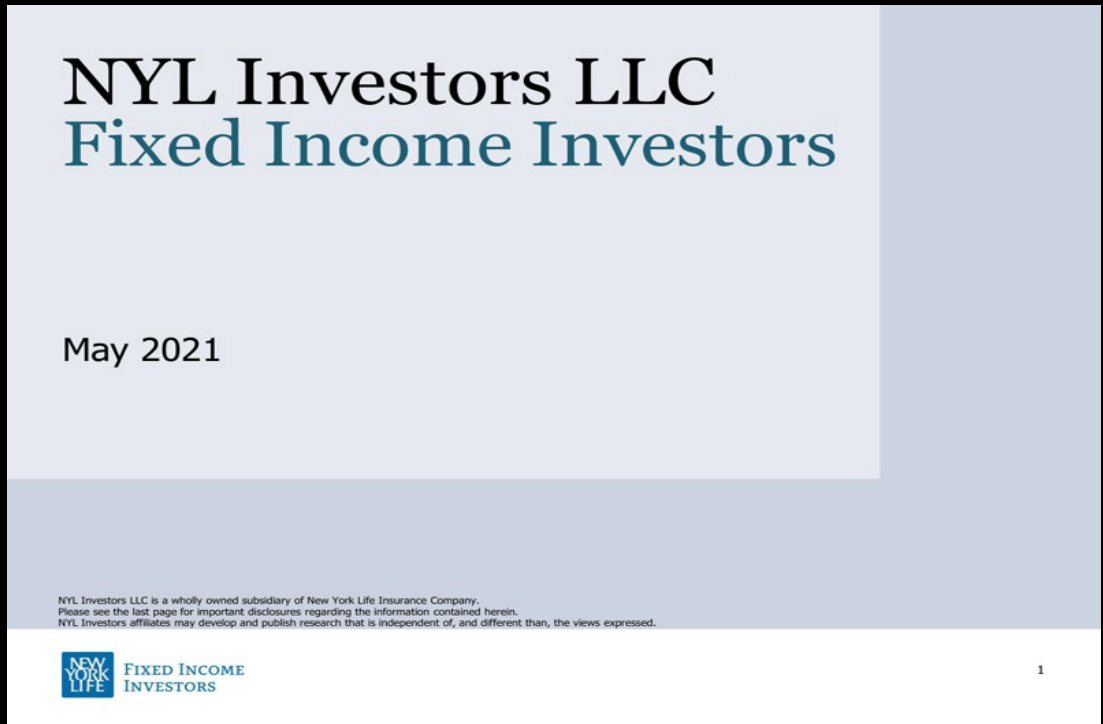 NYL Investors LLC
Fixed Income Investors
May 2021
NYL Investors LLC is a wholly owned subsidiary of New York Life Insurance Company.
Please see the last page for important disclosures regarding the information contained herein.
NYL Investors affiliates may develop and publish research that is independent of, and different than, the views expressed.
NEW
YORK
LIFE
FIXED INCOME
INVESTORS
1